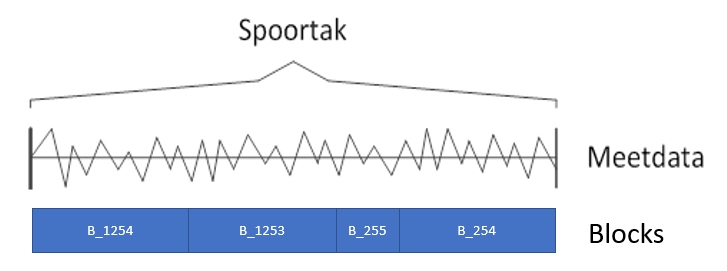 Spoortak
Meetdata
B_1254 B_1253 B_255 B_254
Blocks